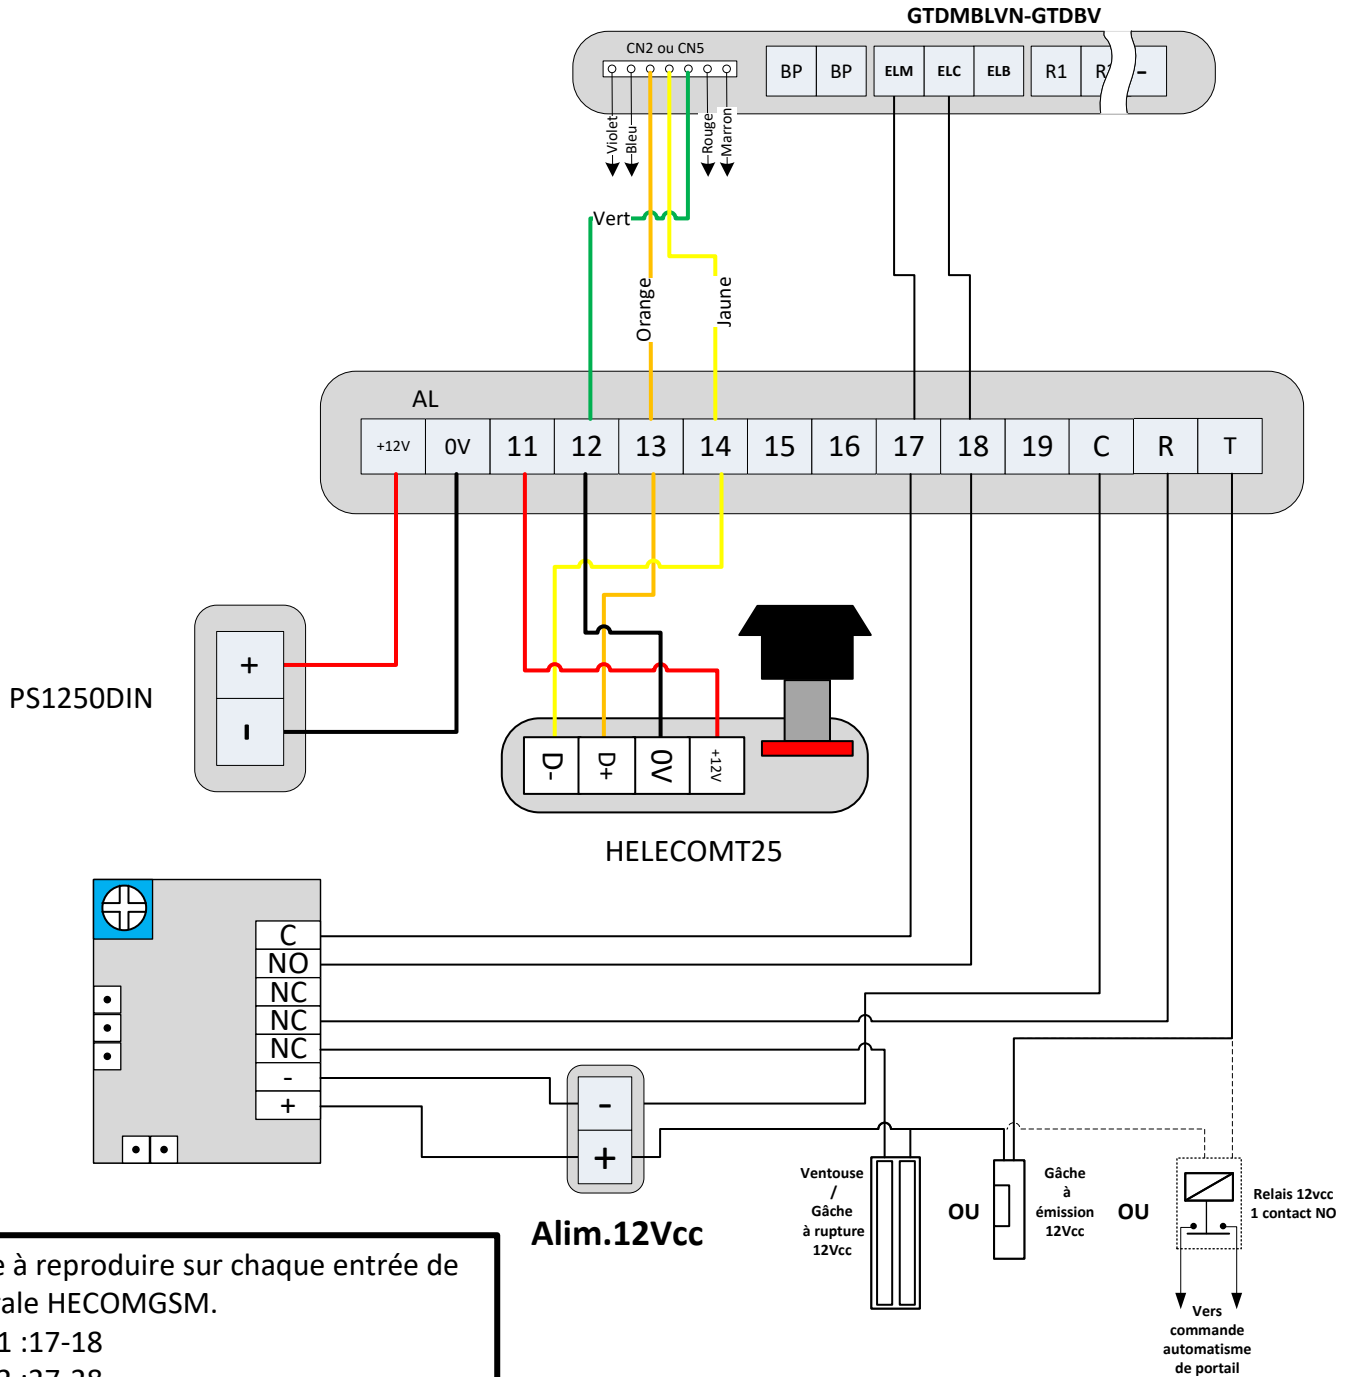 GTDMBLVN-GTDBV
CN2 ou CN5
BP BP ELM ELC ELB R1 -
Violet
Bleu
Rouge
Marron
Vert
Orange
Jaune
AL
+12V 0V 11 12 13 14 15 16 17 18 19 C R T
PS1250DIN
+
-
D- D+ 0V +12V
HELECOMT25
C
NO
NC
NC
NC
-
+
-
+
Alim.12Vcc
Ventouse
/
Gâche
à rupture
12Vcc
OU
Gâche
à
émission
12Vcc
OU
Relais 12vcc
1 contact NO
Vers
commande
automatisme
de portail
à reproduire sur chaque entrée de
HECOMGSM.
1 :17-18